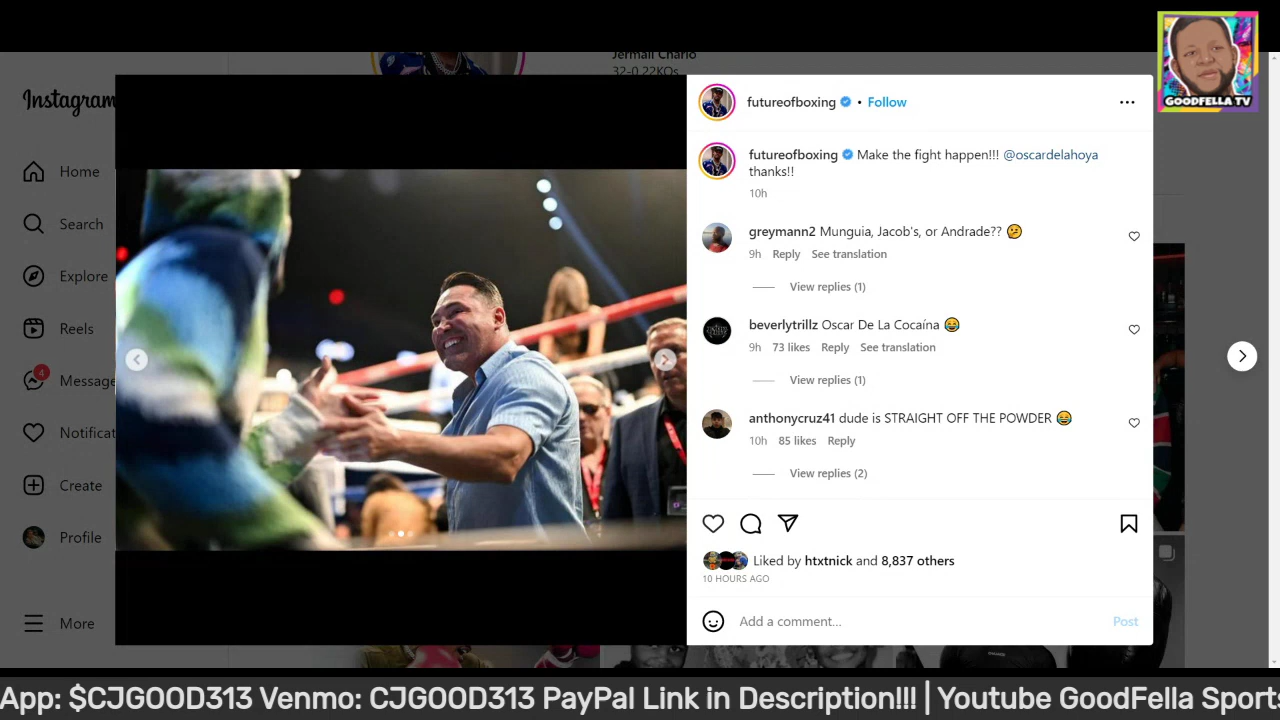 Jermall Charlo
32-0 22KOs
GOODFELLA TV
Instagram
Home
Search
Explore
Reels
4
Message
Notificat
Create
Profile
More
futureofboxing • Follow
futureofboxing Make the fight happen!!! @oscardelahoya
thanks!!
10h
greymann2 Munguia, Jacob's, or Andrade?? 🫤
9h Reply See translation
View replies (1)
beverlytrillz Oscar De La Cocaína 😂
9h 73 likes Reply See translation
View replies (1)
anthonycruz41 dude is STRAIGHT OFF THE POWDER 😂
10h 85 likes Reply
View replies (2)
Liked by htxtnick and 8,837 others
10 HOURS AGO
Add a comment...
Post
App: $CJGOOD313 Venmo: CJGOOD313 PayPal Link in Description!!! | Youtube GoodFella Sports